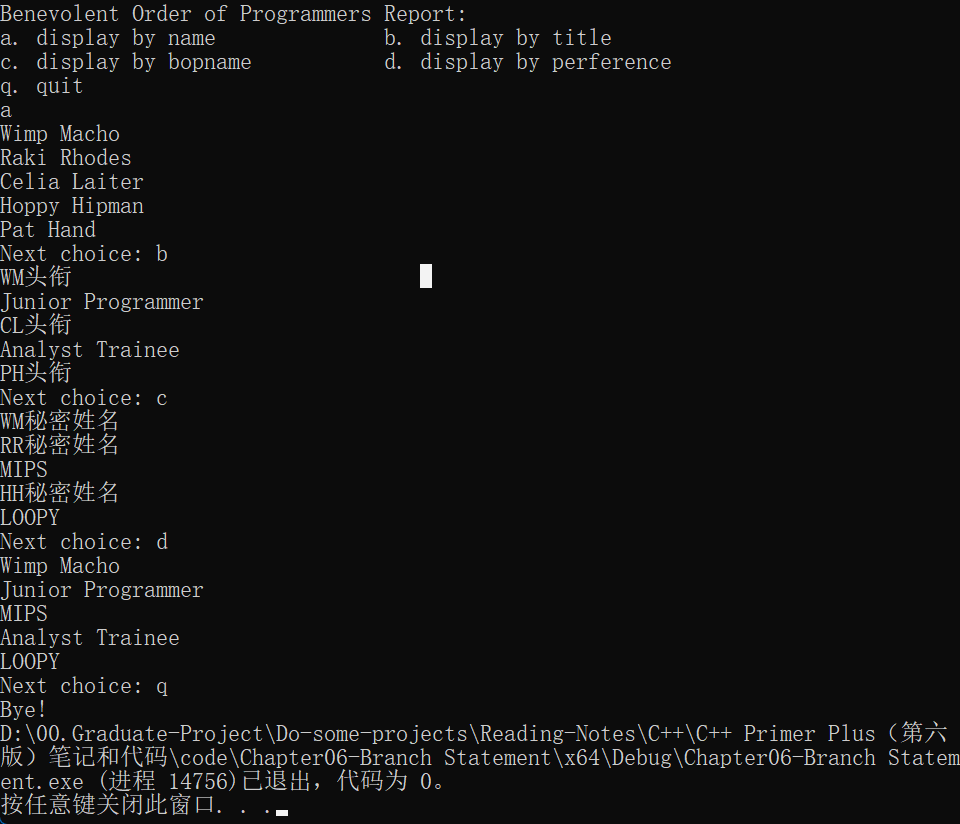 Benevolent Order of Programmers Report:
a. display by name              b. display by title
c. display by bopname           d. display by perference
q. quit
a
Wimp Macho
Raki Rhodes
Celia Laiter
Hoppy Hipman
Pat Hand
Next choice: b
WM头衔
Junior Programmer
CL头衔
Analyst Trainee
PH头衔
Next choice: c
WM秘密姓名
RR秘密姓名
MIPS
HH秘密姓名
LOOPY
Next choice: d
Wimp Macho
Junior Programmer
MIPS
Analyst Trainee
LOOPY
Next choice: q
Bye!
D:\00.Graduate-Project\Do-some-projects\Reading-Notes\C++\C++ Primer Plus（第六
版）笔记和代码\code\Chapter06-Branch Statement\x64\Debug\Chapter06-Branch Statem
ent.exe (进程 14756)已退出，代码为 0。
按任意键关闭此窗口. . .